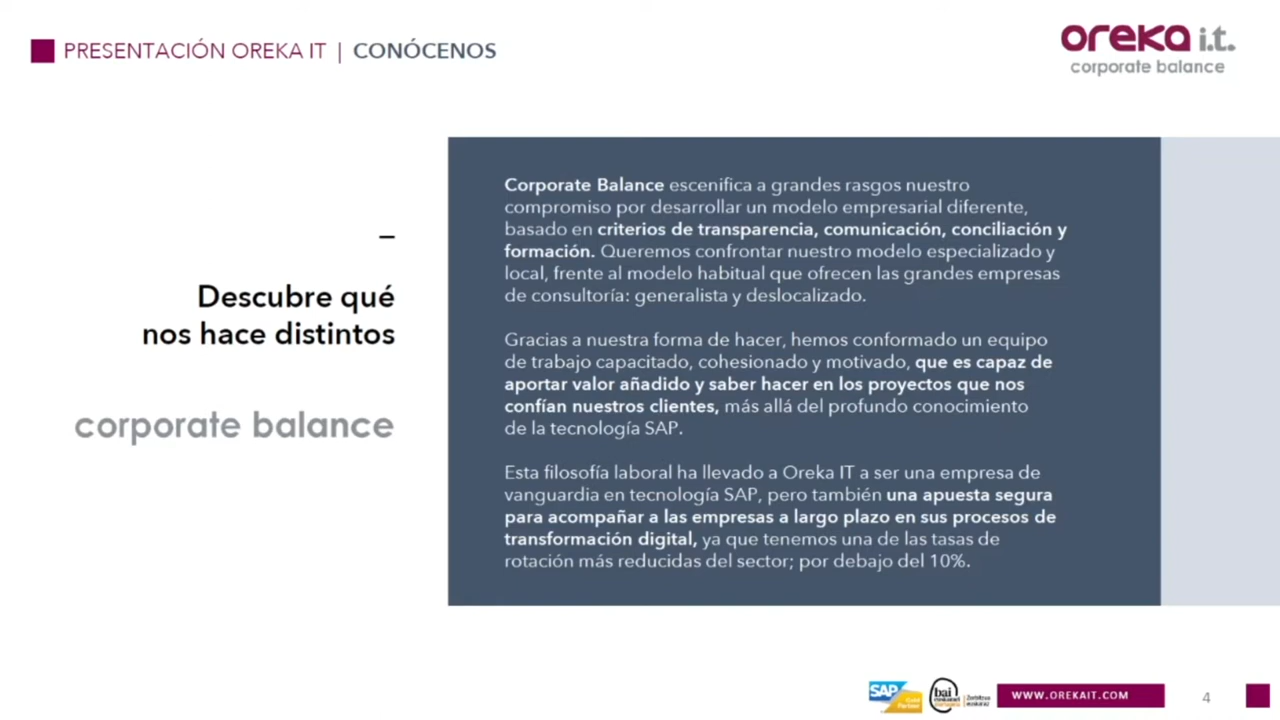 PRESENTACIÓN OREKA IT | CONÓCENOS
oreka i.t.
corporate balance
Descubre qué
nos hace distintos
corporate balance
Corporate Balance escenifica a grandes rasgos nuestro
compromiso por desarrollar un modelo empresarial diferente,
basado en criterios de transparencia, comunicación, conciliación y
formación. Queremos confrontar nuestro modelo especializado y
local, frente al modelo habitual que ofrecen las grandes empresas
de consultoría: generalista y deslocalizado.
Gracias a nuestra forma de hacer, hemos conformado un equipo
de trabajo capacitado, cohesionado y motivado, que es capaz de
aportar valor añadido y saber hacer en los proyectos que nos
confían nuestros clientes, más allá del profundo conocimiento
de la tecnología SAP.
Esta filosofía laboral ha llevado a Oreka IT a ser una empresa de
vanguardia en tecnología SAP, pero también una apuesta segura
para acompañar a las empresas a largo plazo en sus procesos de
transformación digital, ya que tenemos una de las tasas de
rotación más reducidas del sector; por debajo del 10%.
SAP
Gold
Partner
bai
WWW.OREKAIT.COM
4